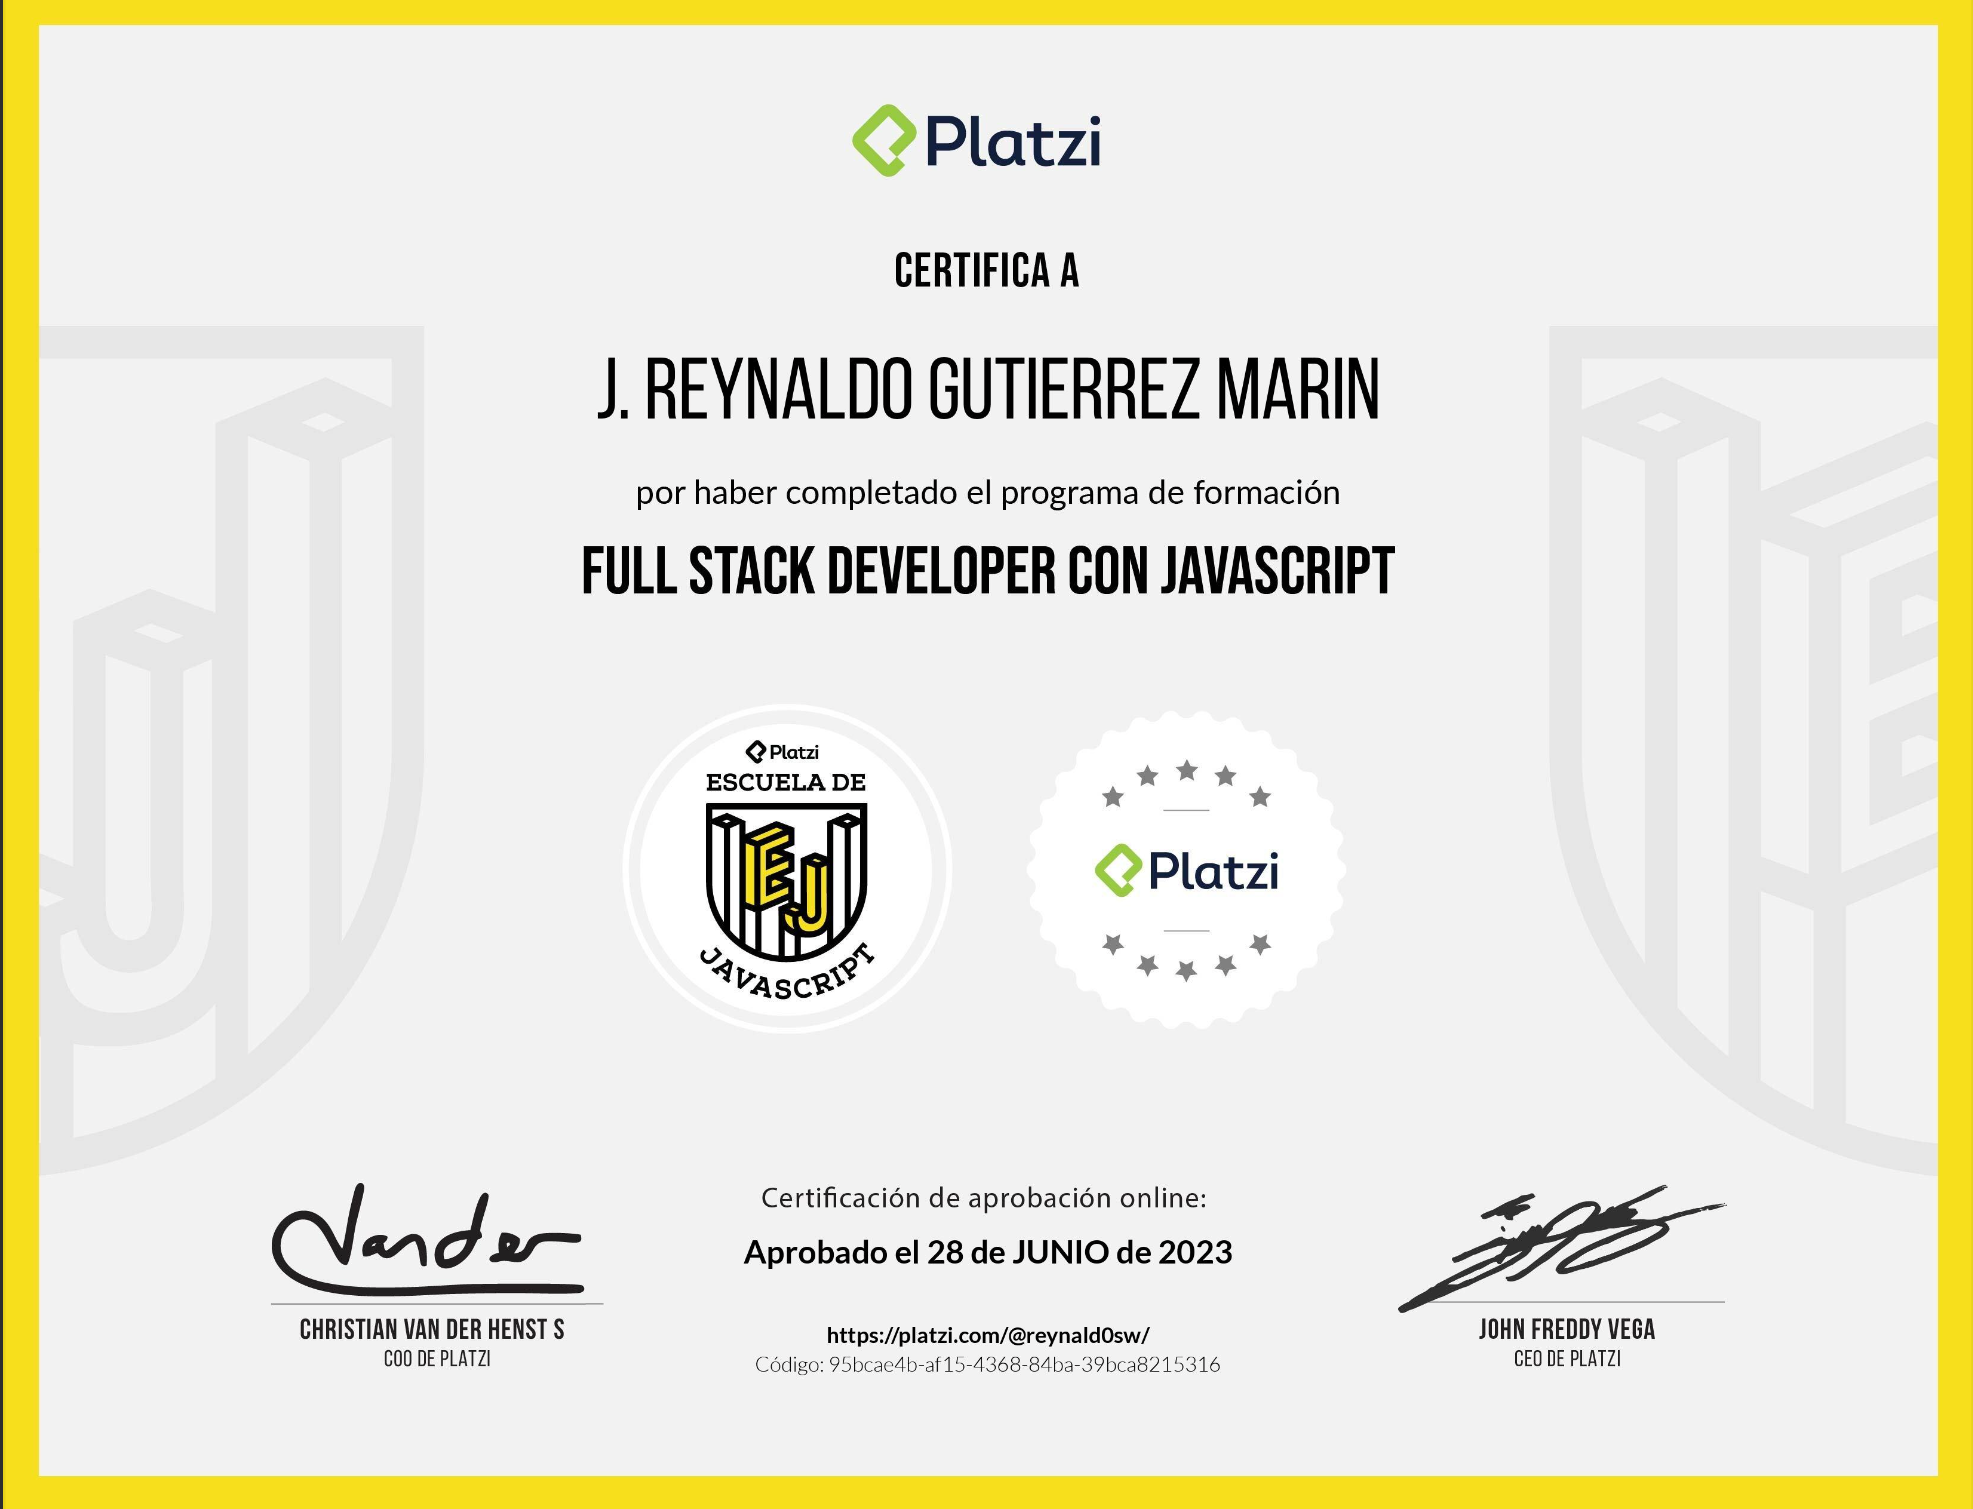 Platzi
CERTIFICA A
J. REYNALDO GUTIERREZ MARIN
por haber completado el programa de formación
FULL STACK DEVELOPER CON JAVASCRIPT
Platzi
ESCUELA DE
EJ
JAVASCRIPT
Platzi
Vander
CHRISTIAN VAN DER HENST S
COO DE PLATZI
Certificación de aprobación online:
Aprobado el 28 de JUNIO de 2023
https://platzi.com/@reynald0sw/
Código: 95bcae4b-af15-4368-84ba-39bca8215316
JOHN FREDDY VEGA
CEO DE PLATZI